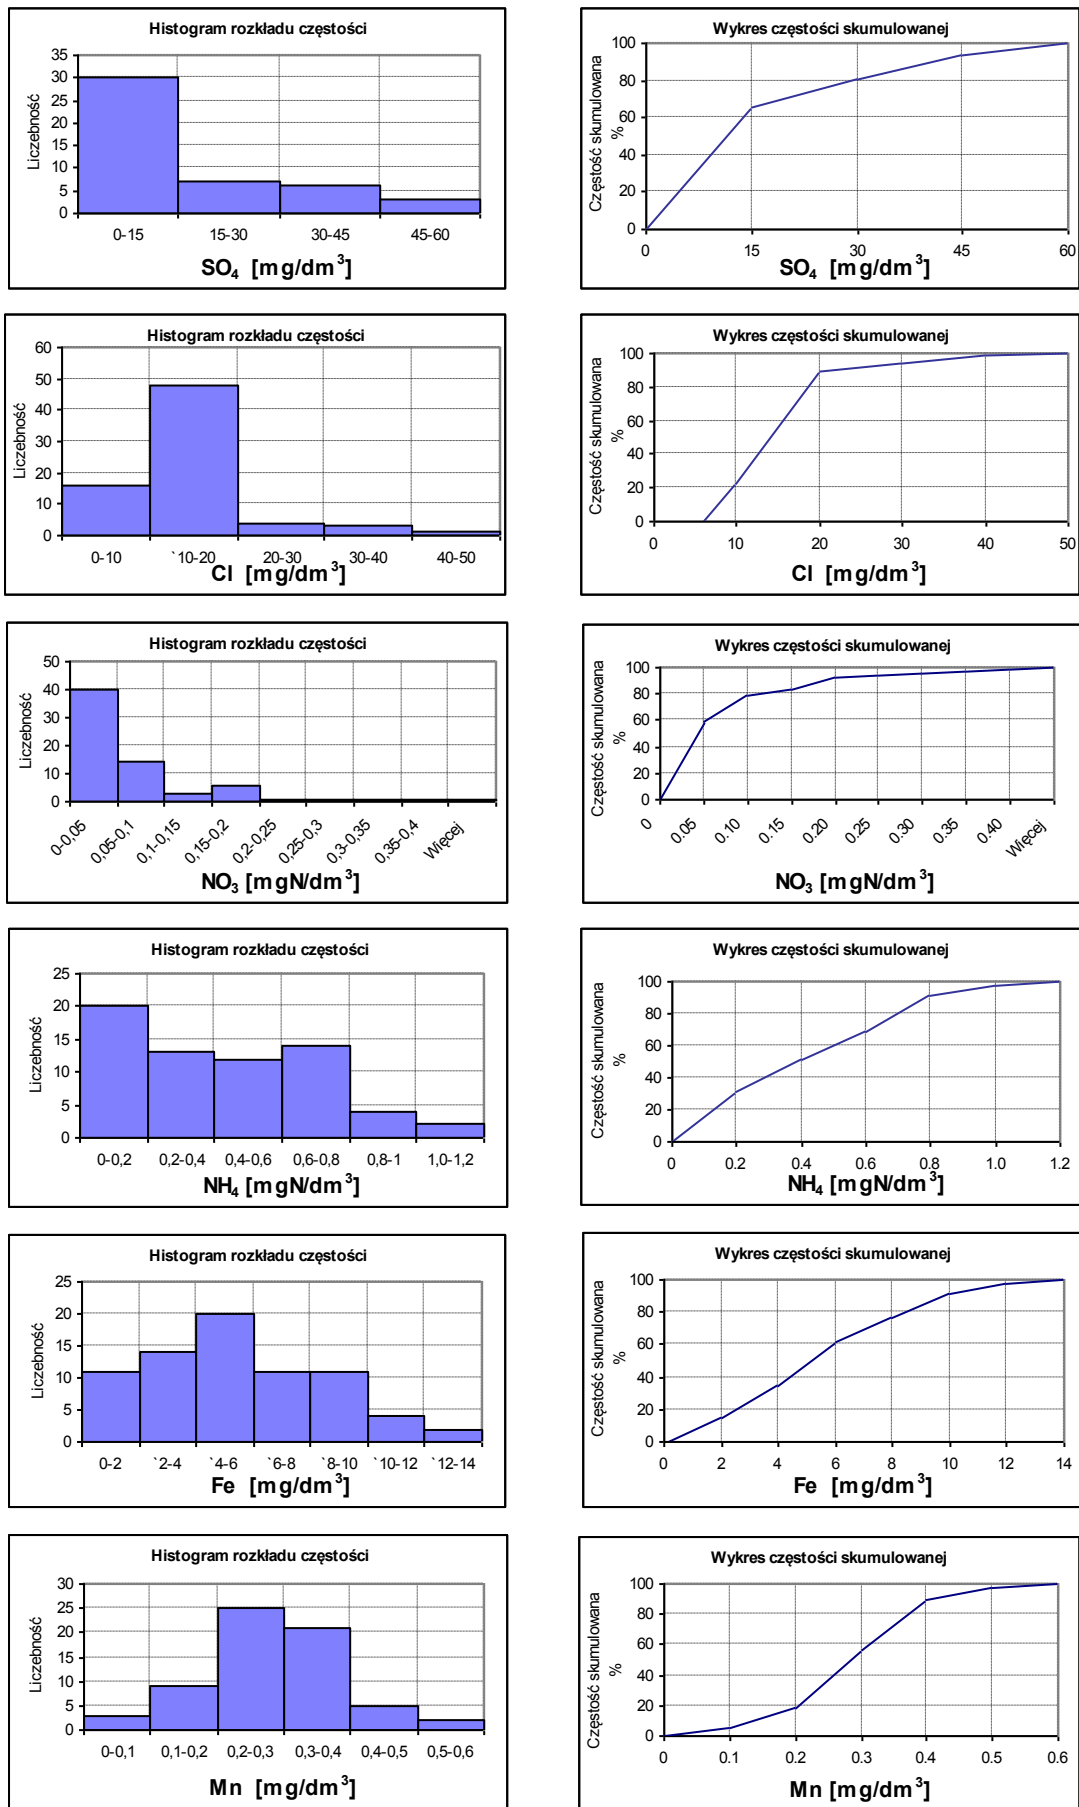 Histogram rozkładu częstości
Liczebność
35
30
25
20
15
10
5
0
0-15 15-30 30-45 45-60
SO₄ [mg/dm³]
Wykres częstości skumulowanej
Częstość skumulowana
%
100
80
60
40
20
0
0 15 30 45 60
SO₄ [mg/dm³]
Histogram rozkładu częstości
Liczebność
60
50
40
30
20
10
0
0-10 `10-20 20-30 30-40 40-50
Cl [mg/dm³]
Wykres częstości skumulowanej
Częstość skumulowana
%
100
80
60
40
20
0
0 10 20 30 40 50
Cl [mg/dm³]
Histogram rozkładu częstości
Liczebność
50
40
30
20
10
0
0-0,05 0,05-0,1 0,1-0,15 0,15-0,2 0,2-0,25 0,25-0,3 0,3-0,35 0,35-0,4 Więcej
NO₃ [mgN/dm³]
Wykres częstości skumulowanej
Częstość skumulowana
%
100
80
60
40
20
0
0 0.05 0.10 0.15 0.20 0.25 0.30 0.35 0.40 Więcej
NO₃ [mgN/dm³]
Histogram rozkładu częstości
Liczebność
25
20
15
10
5
0
0-0,2 0,2-0,4 0,4-0,6 0,6-0,8 0,8-1 1,0-1,2
NH₄ [mgN/dm³]
Wykres częstości skumulowanej
Częstość skumulowana
%
100
80
60
40
20
0
0 0.2 0.4 0.6 0.8 1.0 1.2
NH₄ [mgN/dm³]
Histogram rozkładu częstości
Liczebność
25
20
15
10
5
0
0-2 `2-4 `4-6 `6-8 `8-10 `10-12 `12-14
Fe [mg/dm³]
Wykres częstości skumulowanej
Częstość skumulowana
%
100
80
60
40
20
0
0 2 4 6 8 10 12 14
Fe [mg/dm³]
Histogram rozkładu częstości
Liczebność
30
25
20
15
10
5
0
0-0,1 0,1-0,2 0,2-0,3 0,3-0,4 0,4-0,5 0,5-0,6
Mn [mg/dm³]
Wykres częstości skumulowanej
Częstość skumulowana
%
100
80
60
40
20
0
0 0.1 0.2 0.3 0.4 0.5 0.6
Mn [mg/dm³]